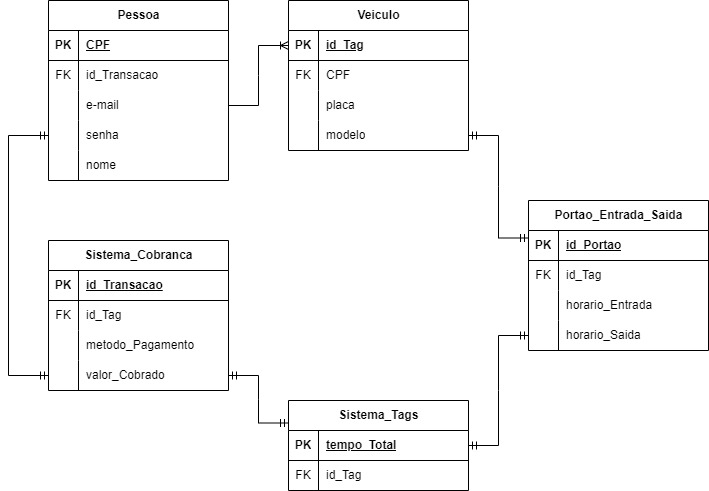 Pessoa
PK CPF
FK id_Transacao
e-mail
senha
nome
Veiculo
PK id_Tag
FK CPF
placa
modelo
Portao_Entrada_Saida
PK id_Portao
FK id_Tag
horario_Entrada
horario_Saida
Sistema_Cobranca
PK id_Transacao
FK id_Tag
metodo_Pagamento
valor_Cobrado
Sistema_Tags
PK tempo_Total
FK id_Tag